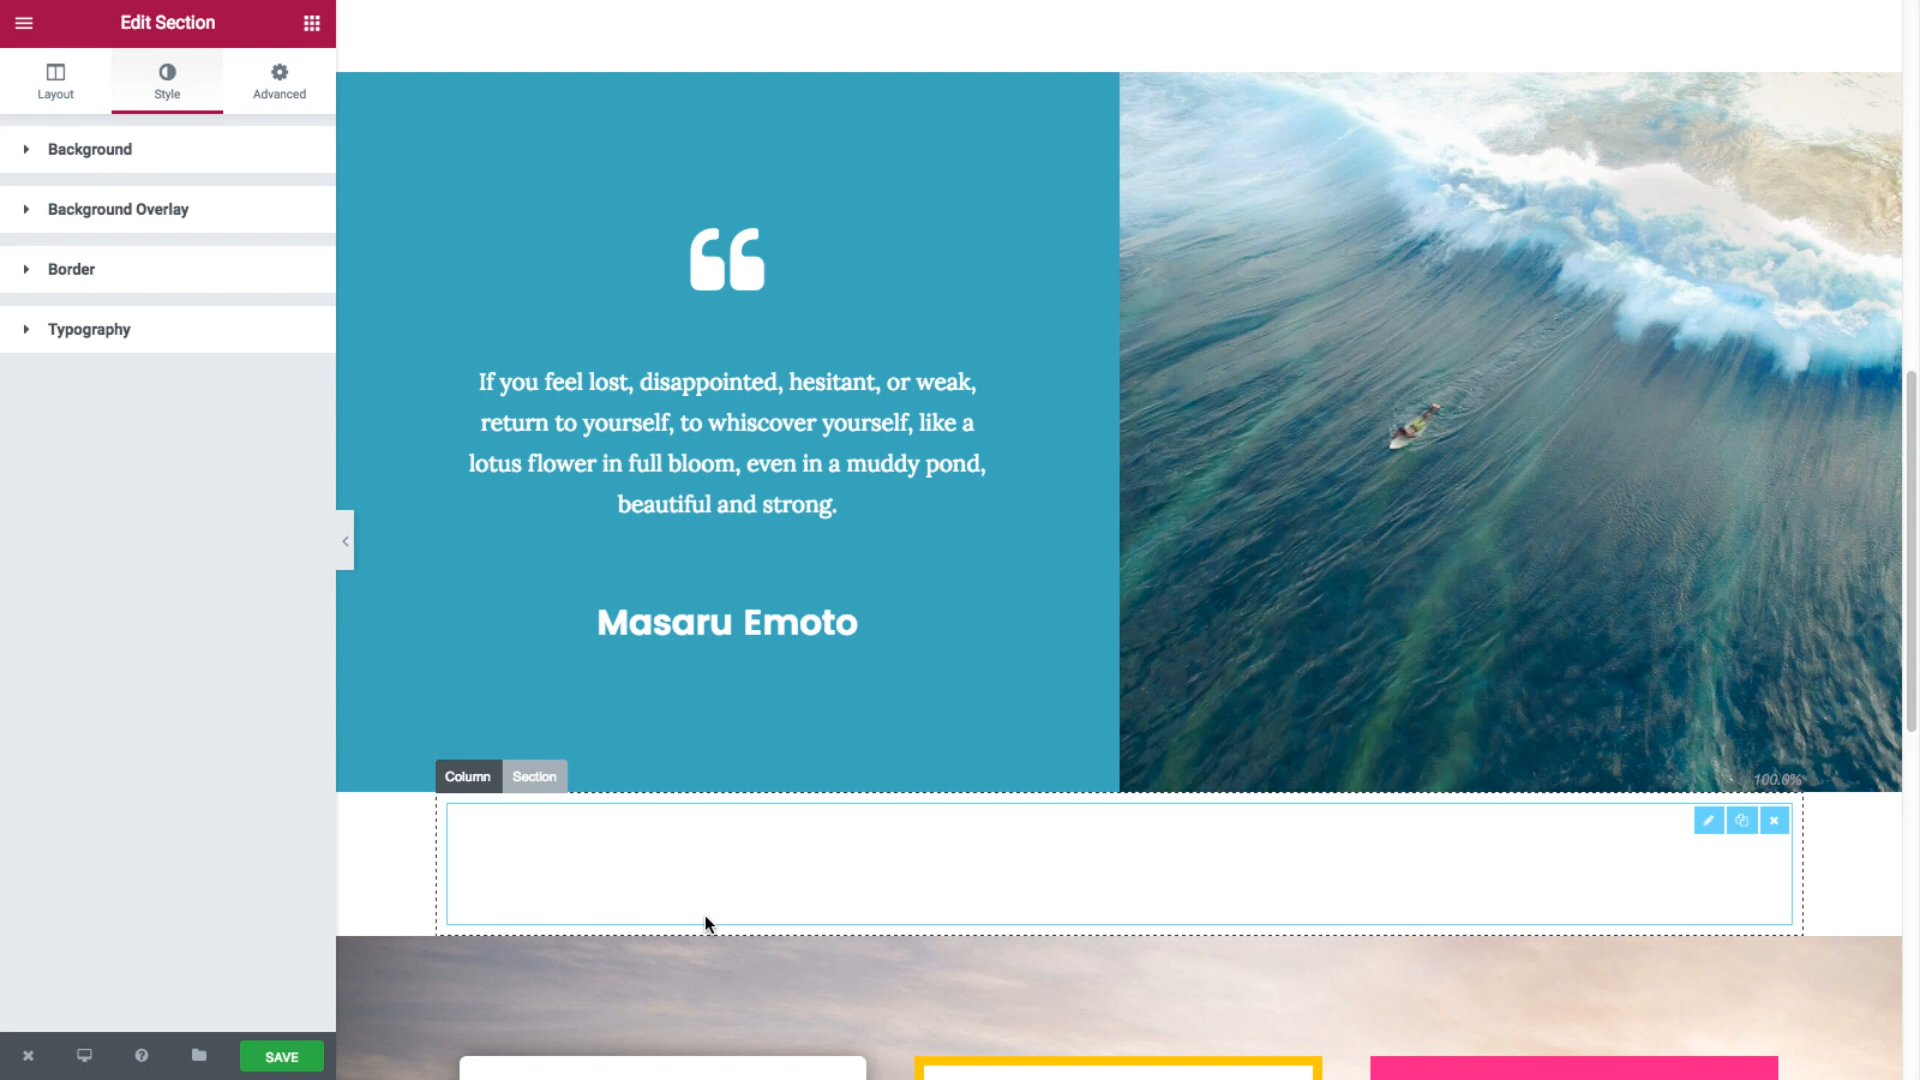 Edit Section
Layout
Style
Advanced
Background
Background Overlay
Border
Typography
SAVE
“
If you feel lost, disappointed, hesitant, or weak,
return to yourself, to whiscover yourself, like a
lotus flower in full bloom, even in a muddy pond,
beautiful and strong.
Masaru Emoto
Column
Section
100.0%